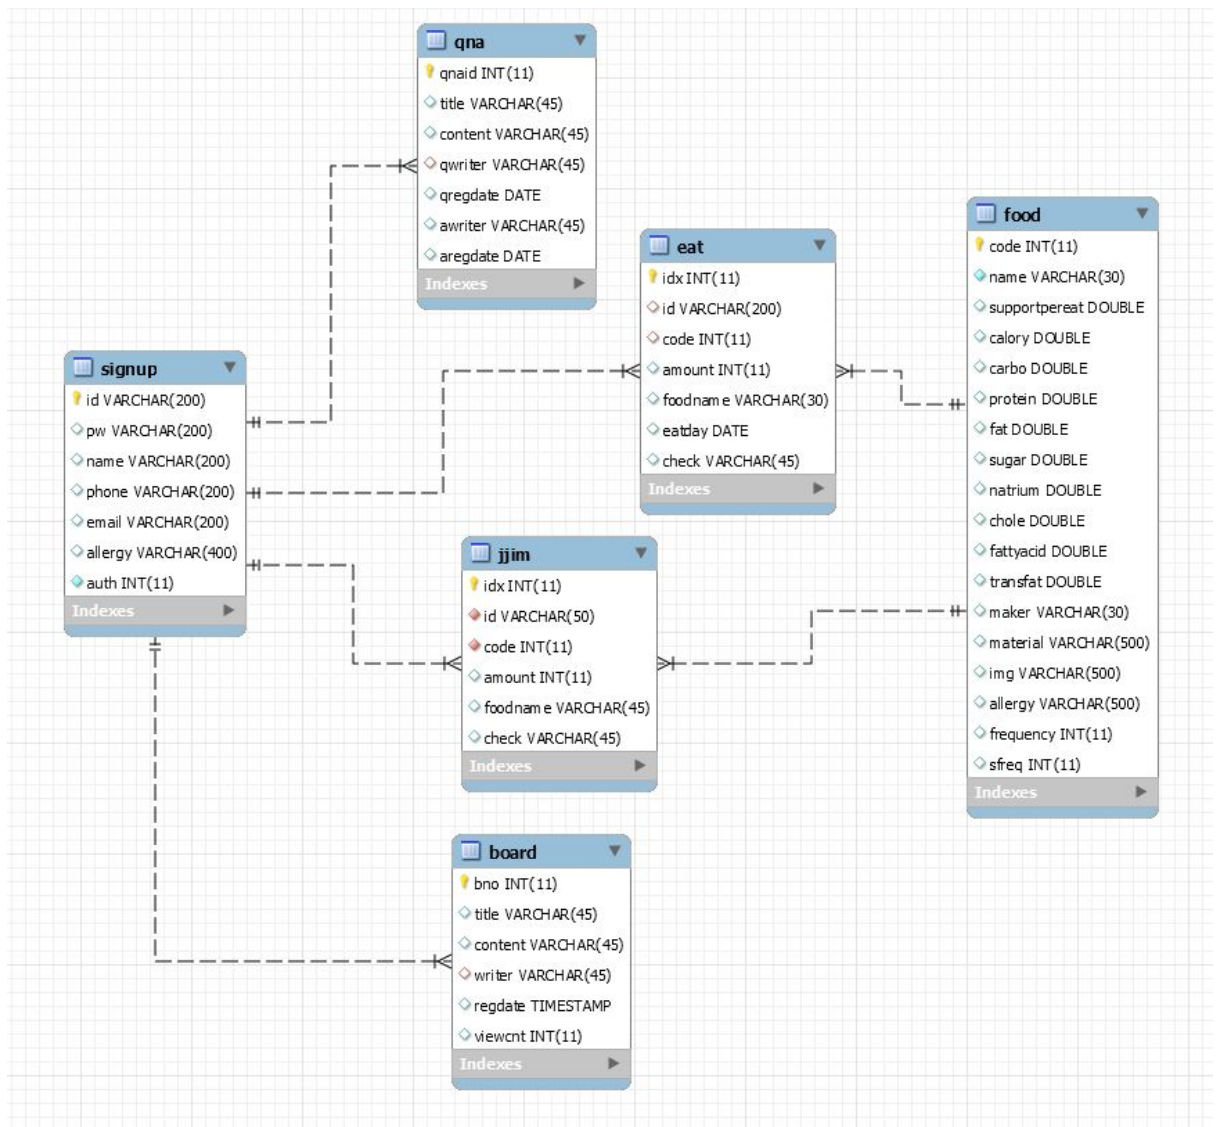 qna
qnaid INT(11)
title VARCHAR(45)
content VARCHAR(45)
qwriter VARCHAR(45)
qregdate DATE
awriter VARCHAR(45)
aregdate DATE
Indexes
eat
idx INT(11)
id VARCHAR(200)
code INT(11)
amount INT(11)
foodname VARCHAR(30)
eatday DATE
check VARCHAR(45)
Indexes
food
code INT(11)
name VARCHAR(30)
supportpereat DOUBLE
calory DOUBLE
carbo DOUBLE
protein DOUBLE
fat DOUBLE
sugar DOUBLE
natrium DOUBLE
chole DOUBLE
fattyacid DOUBLE
transfat DOUBLE
maker VARCHAR(30)
material VARCHAR(500)
img VARCHAR(500)
allergy VARCHAR(500)
frequency INT(11)
sfreq INT(11)
Indexes
signup
id VARCHAR(200)
pw VARCHAR(200)
name VARCHAR(200)
phone VARCHAR(200)
email VARCHAR(200)
allergy VARCHAR(400)
auth INT(11)
Indexes
jjim
idx INT(11)
id VARCHAR(50)
code INT(11)
amount INT(11)
foodname VARCHAR(45)
check VARCHAR(45)
Indexes
board
bno INT(11)
title VARCHAR(45)
content VARCHAR(45)
writer VARCHAR(45)
regdate TIMESTAMP
viewcnt INT(11)
Indexes